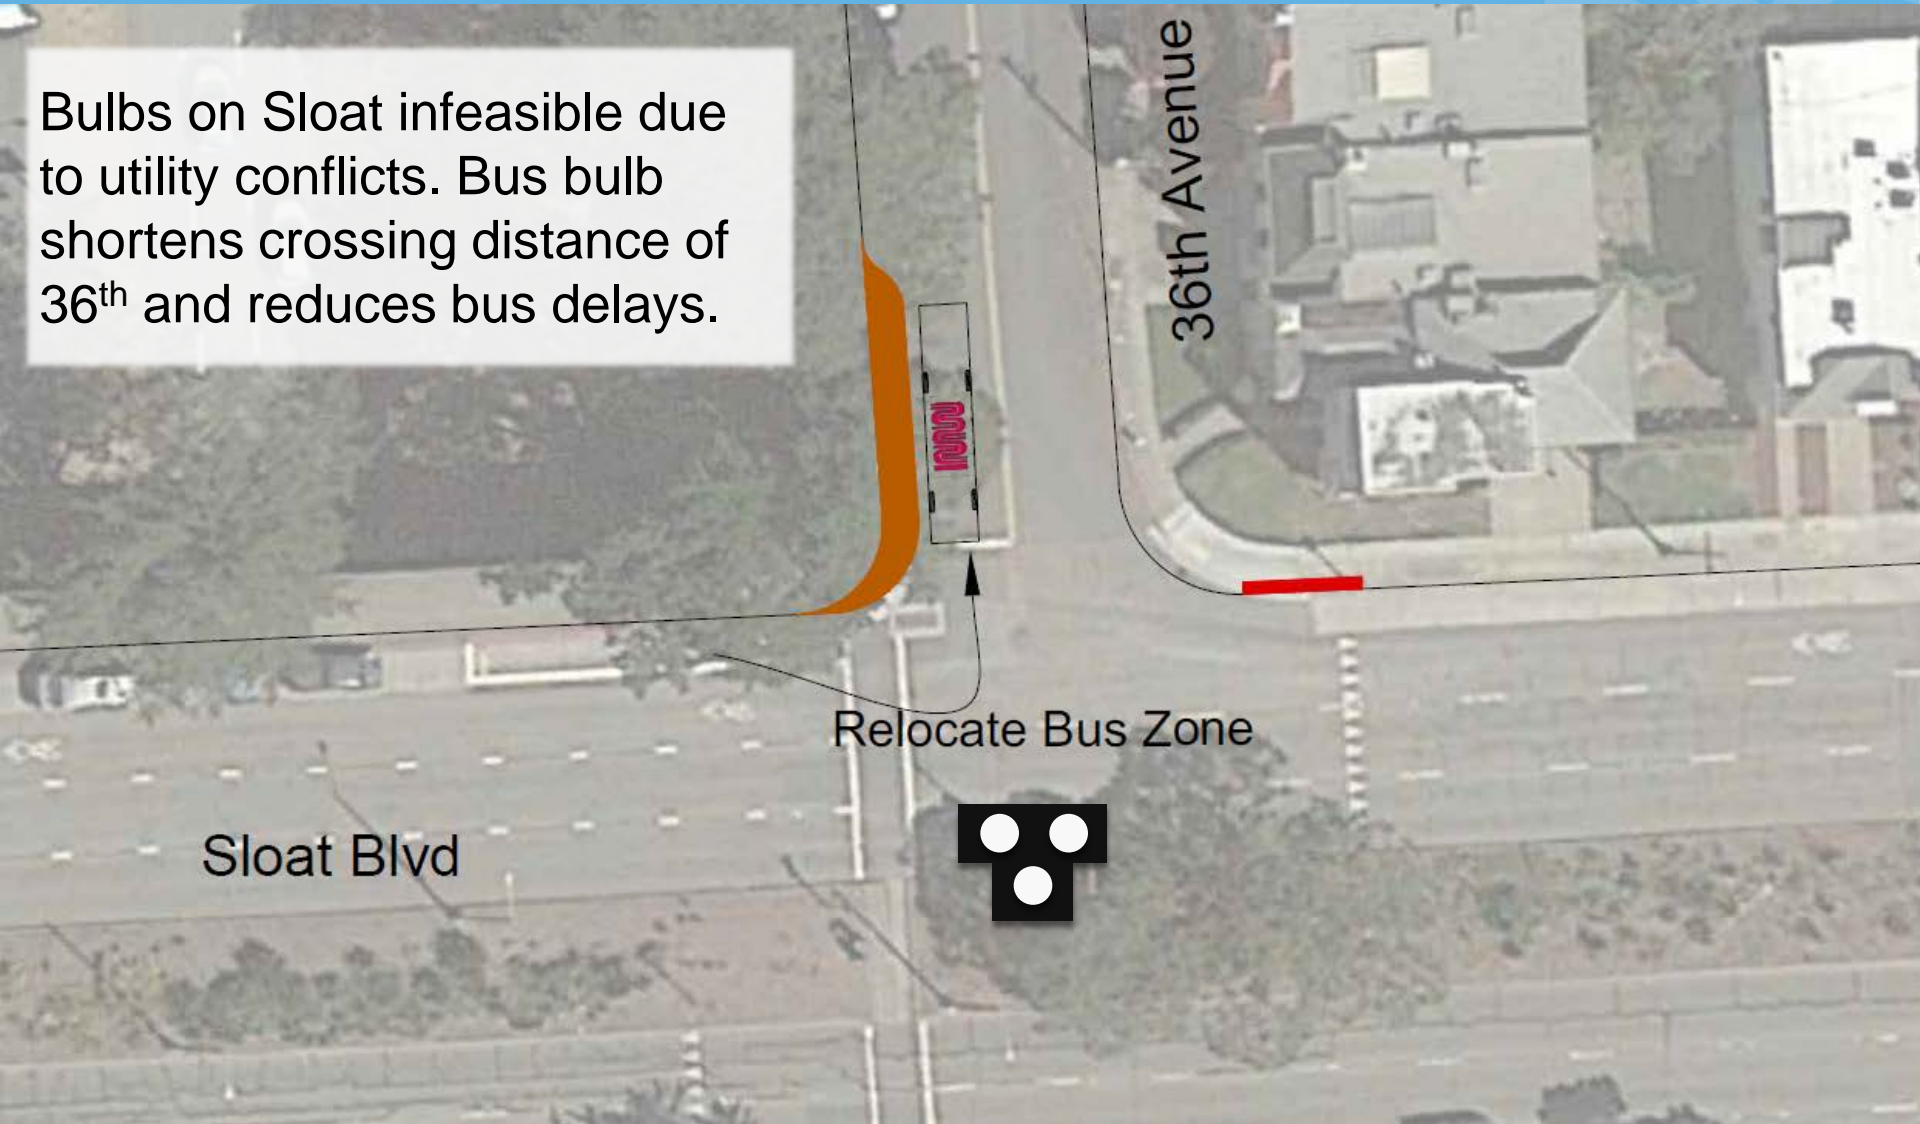 Bulbs on Sloat infeasible due
to utility conflicts. Bus bulb
shortens crossing distance of
36th and reduces bus delays.
36th Avenue
Relocate Bus Zone
Sloat Blvd